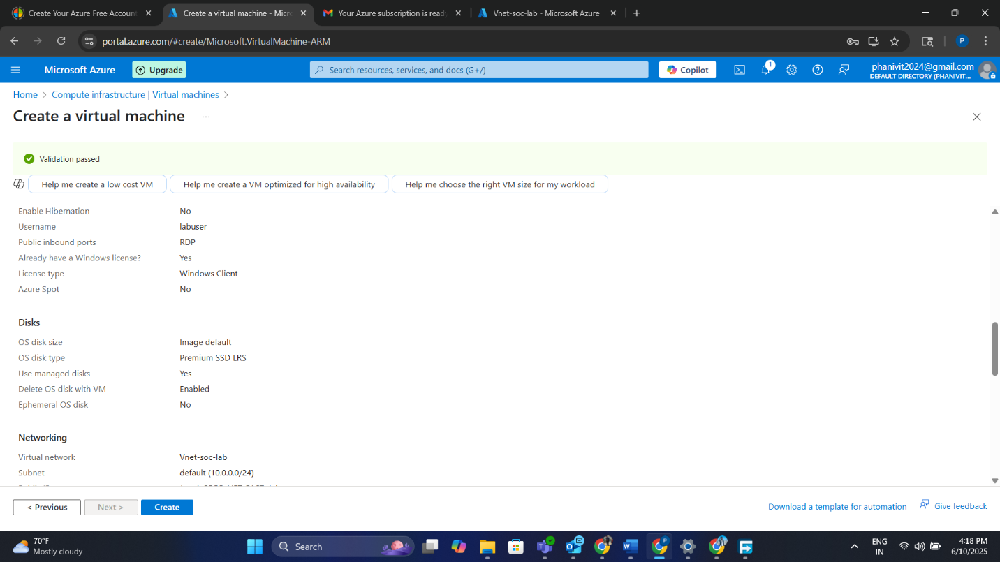 Create Your Azure Free Account
Create a virtual machine - Micro
Your Azure subscription is ready
Vnet-soc-lab - Microsoft Azure
portal.azure.com/#create/Microsoft.VirtualMachine-ARM
P
Microsoft Azure
Upgrade
Search resources, services, and docs (G+/)
Copilot
1
phanivit2024@gmail.com
DEFAULT DIRECTORY (PHANIVIT...
Home > Compute infrastructure | Virtual machines >
Create a virtual machine ...
Validation passed
Help me create a low cost VM
Help me create a VM optimized for high availability
Help me choose the right VM size for my workload
Enable Hibernation No
Username labuser
Public inbound ports RDP
Already have a Windows license? Yes
License type Windows Client
Azure Spot No
Disks
OS disk size Image default
OS disk type Premium SSD LRS
Use managed disks Yes
Delete OS disk with VM Enabled
Ephemeral OS disk No
Networking
Virtual network Vnet-soc-lab
Subnet default (10.0.0.0/24)
< Previous
Next >
Create
Download a template for automation
Give feedback
70°F
Mostly cloudy
Search
ENG
IN
4:18 PM
6/10/2025